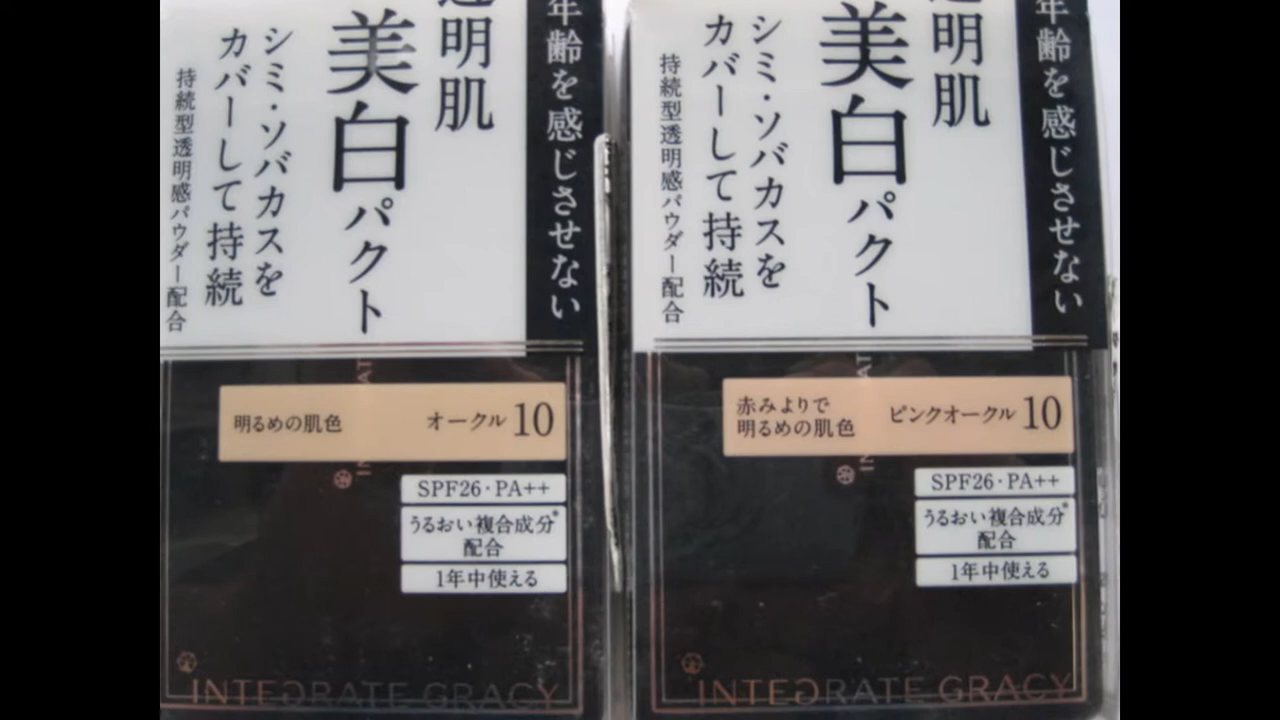 年齢を感じさせない
透明肌
美白パクト
シミ・ソバカスを
カバーして持続
持続型透明感パウダー配合
明るめの肌色 オークル10
SPF26・PA++
うるおい複合成分*
配合
1年中使える
INTEGRATE GRACY
年齢を感じさせない
透明肌
美白パクト
シミ・ソバカスを
カバーして持続
持続型透明感パウダー配合
赤みよりで
明るめの肌色 ピンクオークル10
SPF26・PA++
うるおい複合成分*
配合
1年中使える
INTEGRATE GRACY